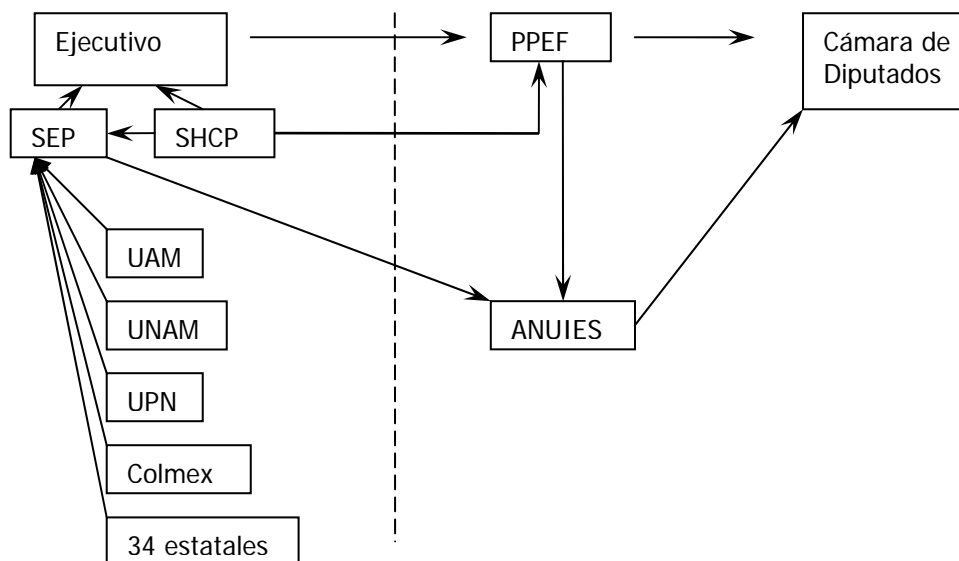 Ejecutivo
PPEF
Cámara de
Diputados
SEP
SHCP
UAM
UNAM
ANUIES
UPN
Colmex
34 estatales